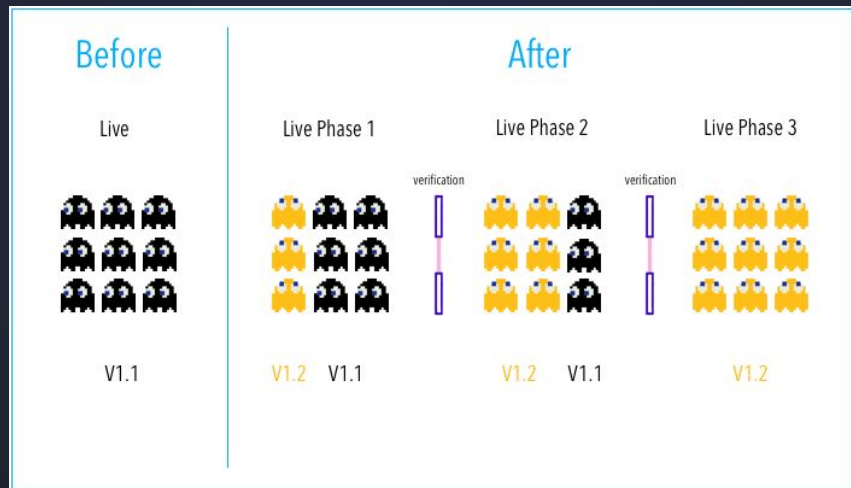 Before
After
Live
Live Phase 1
Live Phase 2
Live Phase 3
verification
verification
V1.1
V1.2 V1.1
V1.2 V1.1
V1.2